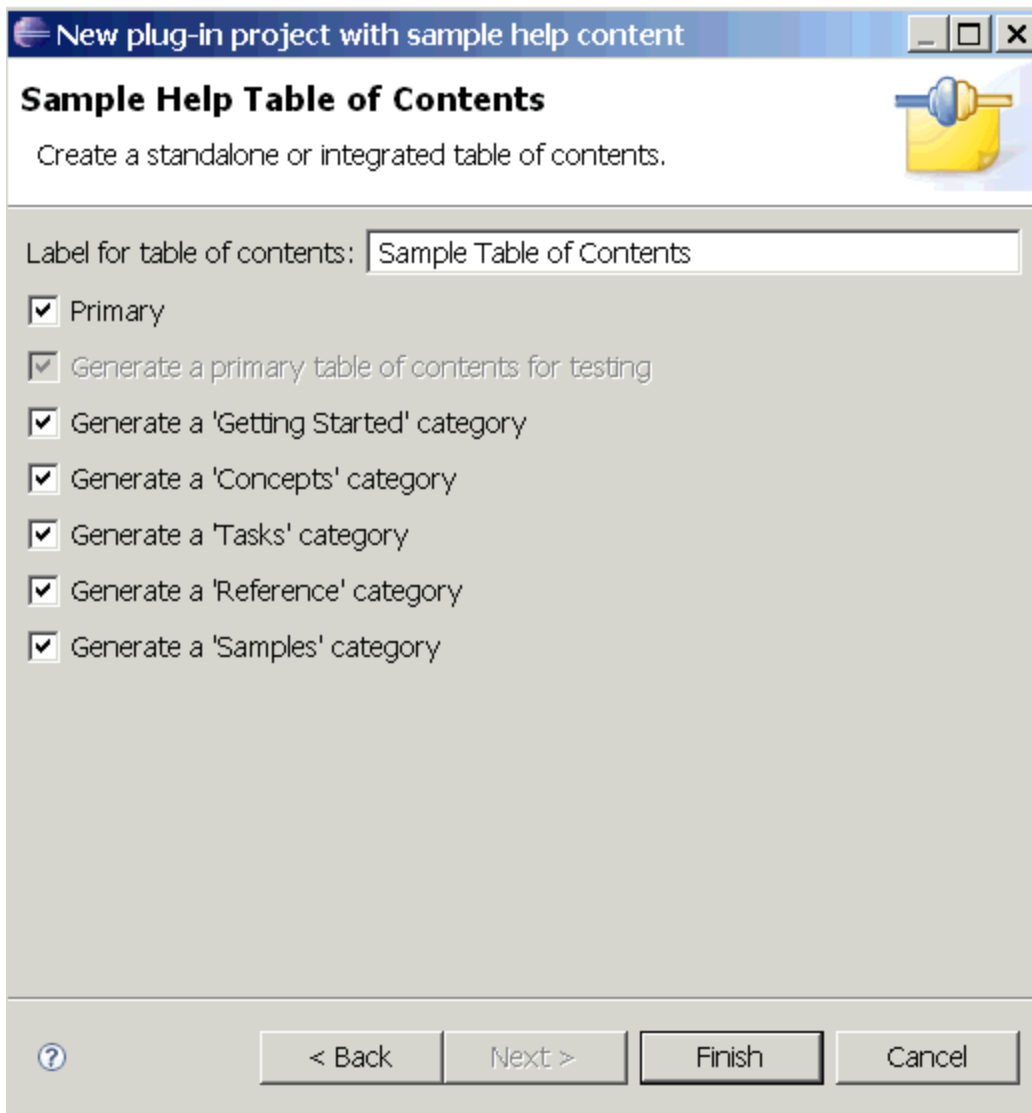 New plug-in project with sample help content
Sample Help Table of Contents
Create a standalone or integrated table of contents.
Label for table of contents: Sample Table of Contents
Primary
Generate a primary table of contents for testing
Generate a 'Getting Started' category
Generate a 'Concepts' category
Generate a 'Tasks' category
Generate a 'Reference' category
Generate a 'Samples' category
? < Back Next > Finish Cancel